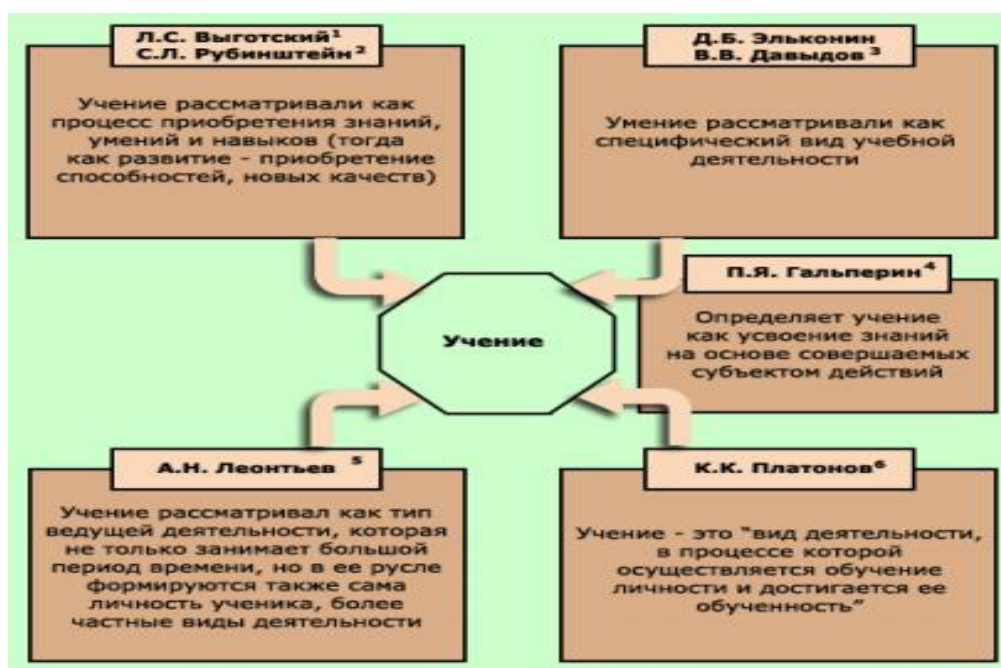 Л.С. Выготский¹
С.Л. Рубинштейн²
Учение рассматривали как
процесс приобретения знаний,
умений и навыков (тогда
как развитие - приобретение
способностей, новых качеств)
Д.Б. Эльконин
В.В. Давыдов³
Умение рассматривали как
специфический вид учебной
деятельности
П.Я. Гальперин⁴
Определяет учение
как усвоение знаний
на основе совершаемых
субъектом действий
Учение
А.Н. Леонтьев ⁵
Учение рассматривал как тип
ведущей деятельности, которая
не только занимает большой
период времени, но в ее русле
формируются также сама
личность ученика, более
частные виды деятельности
К.К. Платонов⁶
Учение - это “вид деятельности,
в процессе которой
осуществляется обучение
личности и достигается ее
обученность”